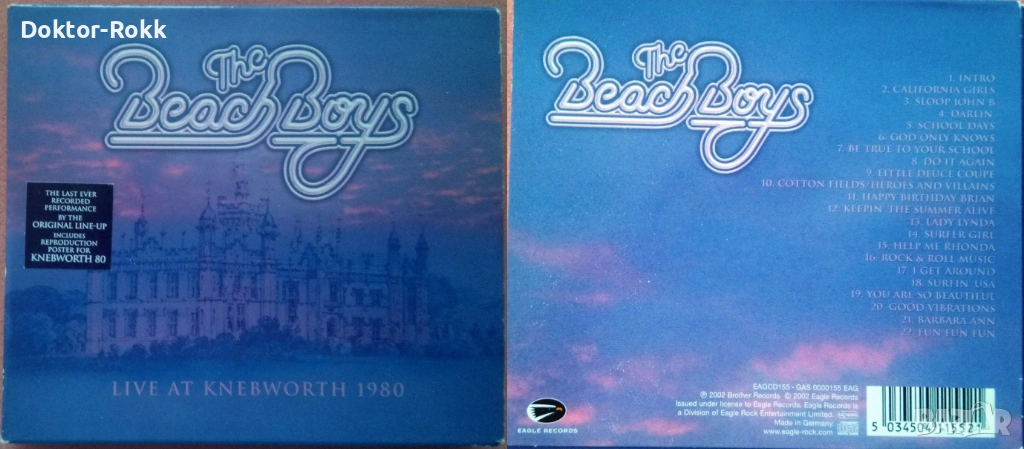 Doktor-Rokk
The
Beach Boys
THE LAST EVER
RECORDED
PERFORMANCE
BY THE
ORIGINAL LINE-UP
INCLUDES
REPRODUCTION
POSTER FOR
KNEBWORTH 80
LIVE AT KNEBWORTH 1980
The
Beach Boys
1. INTRO
2. CALIFORNIA GIRLS
3. SLOOP JOHN B
4. DARLIN'
5. SCHOOL DAYS
6. GOD ONLY KNOWS
7. BE TRUE TO YOUR SCHOOL
8. DO IT AGAIN
9. LITTLE DEUCE COUPE
10. COTTON FIELDS/HEROES AND VILLAINS
11. HAPPY BIRTHDAY BRIAN
12. KEEPIN' THE SUMMER ALIVE
13. LADY LYNDA
14. SURFER GIRL
15. HELP ME RHONDA
16. ROCK & ROLL MUSIC
17. I GET AROUND
18. SURFIN' USA
19. YOU ARE SO BEAUTIFUL
20. GOOD VIBRATIONS
21. BARBARA ANN
22. FUN FUN FUN
EAGCD155 - GAS 0000155 EAG
℗ 2002 Brother Records © 2002 Eagle Records
Issued under license to Eagle Records. Eagle Records is
a Division of Eagle Rock Entertainment Limited.
Made in Germany.
www.eagle-rock.com
EAGLE RECORDS